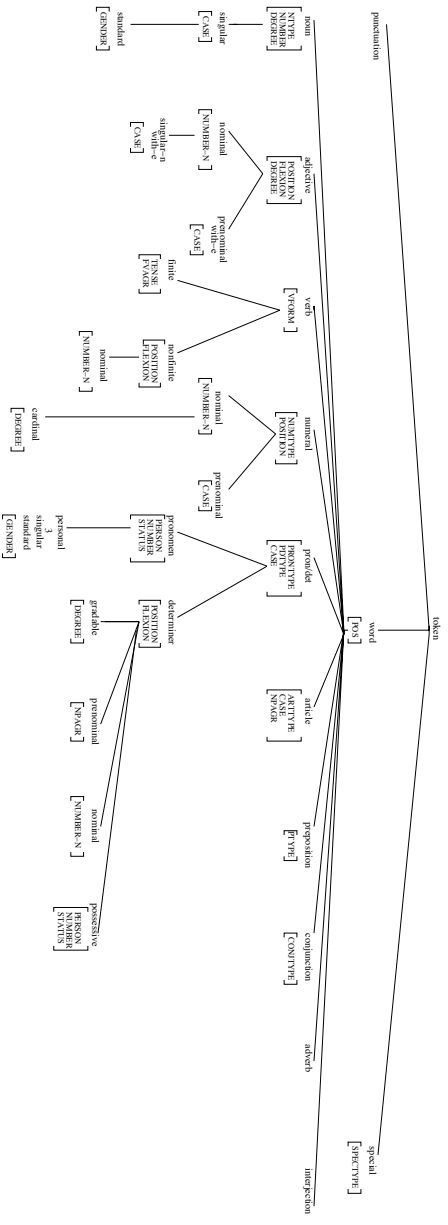 token
punctuation
word
[POS]
special
[SPECTYPE]
noun
NTYPE
NUMBER
DEGREE
adjective
POSITION
FLEXION
DEGREE
verb
[VFORM]
numeral
NUMTYPE
POSITION
pron/det
PRONTYPE
PDTYPE
CASE
article
ARTTYPE
CASE
NPAGR
preposition
[PTYPE]
conjunction
[CONJTYPE]
adverb
interjection
singular
[CASE]
nominal
[NUMBER-N]
prenominal
with-e
[CASE]
finite
TENSE
FVAGR
nonfinite
POSITION
FLEXION
nominal
[NUMBER-N]
prenominal
[CASE]
pronomen
PERSON
NUMBER
STATUS
determiner
POSITION
FLEXION
standard
[GENDER]
singular-n
with-e
[CASE]
nominal
[NUMBER-N]
cardinal
[DEGREE]
personal
3
singular
standard
[GENDER]
gradable
[DEGREE]
prenominal
[NPAGR]
nominal
[NUMBER-N]
possessive
PERSON
NUMBER
STATUS